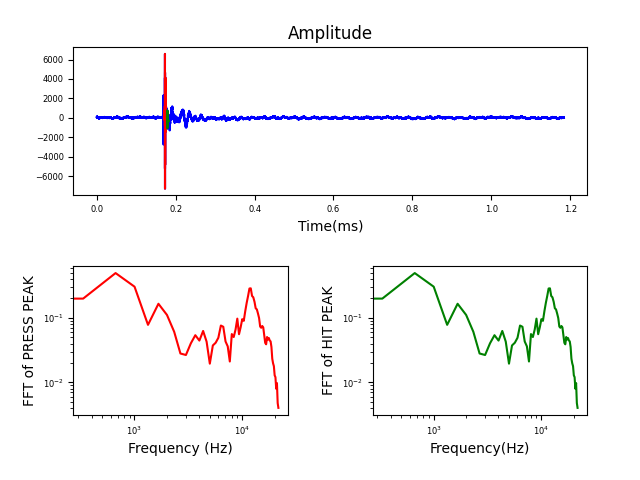 Amplitude
6000
4000
2000
0
−2000
−4000
−6000
0.0 0.2 0.4 0.6 0.8 1.0 1.2
Time(ms)
FFT of PRESS PEAK
10⁻¹
10⁻²
10³ 10⁴
Frequency (Hz)
FFT of HIT PEAK
10⁻¹
10⁻²
10³ 10⁴
Frequency(Hz)